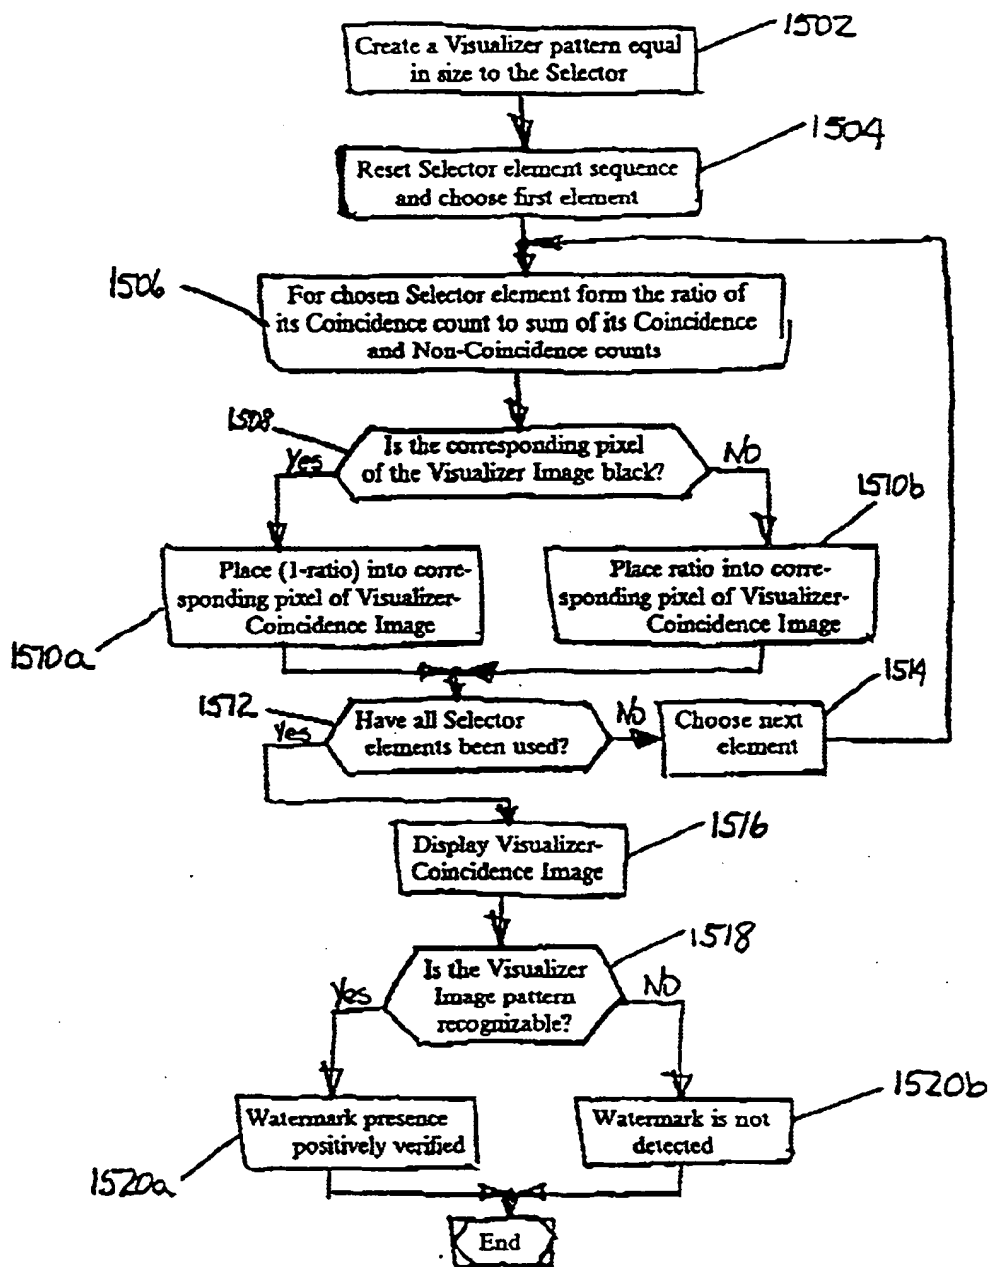 1502
Create a Visualizer pattern equal
in size to the Selector
1504
Reset Selector element sequence
and choose first element
1506
For chosen Selector element form the ratio of
its Coincidence count to sum of its Coincidence
and Non-Coincidence counts
1508
Is the corresponding pixel
of the Visualizer Image black?
Yes
NO
1510b
Place (1-ratio) into corre-
sponding pixel of Visualizer-
Coincidence Image
Place ratio into corre-
sponding pixel of Visualizer-
Coincidence Image
1510a
1512
Have all Selector
elements been used?
Yes
NO
1514
Choose next
element
1516
Display Visualizer-
Coincidence Image
1518
Is the Visualizer
Image pattern
recognizable?
Yes
NO
1520b
Watermark presence
positively verified
Watermark is not
detected
1520a
End